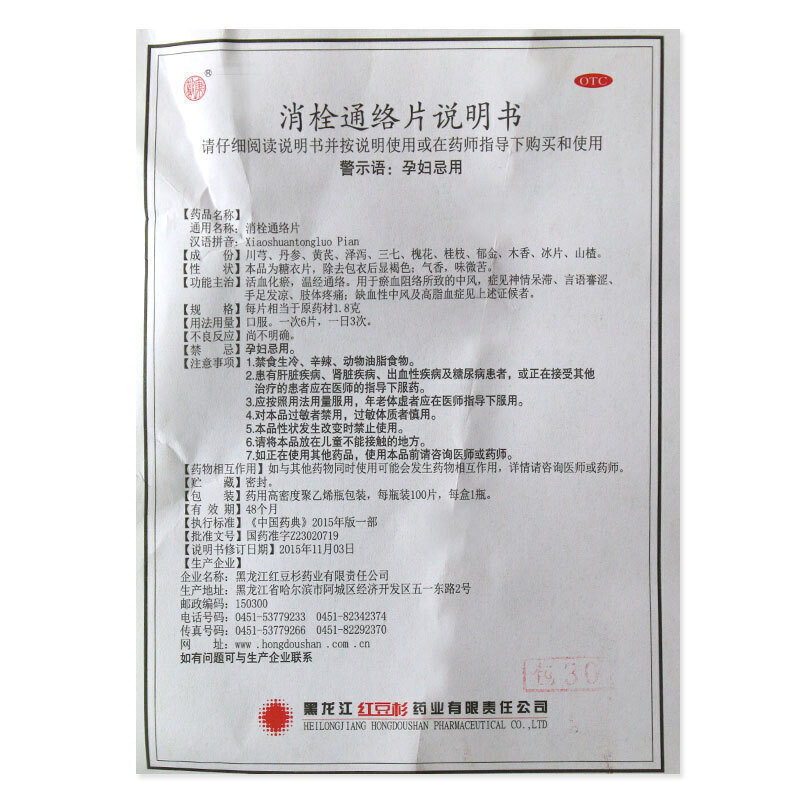 ®
OTC
消栓通络片说明书
请仔细阅读说明书并按说明使用或在药师指导下购买和使用
警示语：孕妇忌用
【药品名称】
通用名称：消栓通络片
汉语拼音：Xiaoshuantongluo Pian
【成 份】川芎、丹参、黄芪、泽泻、三七、槐花、桂枝、郁金、木香、冰片、山楂。
【性 状】本品为糖衣片，除去包衣后显褐色；气香，味微苦。
【功能主治】活血化瘀，温经通络。用于瘀血阻络所致的中风，症见神情呆滞、言语謇涩、
手足发凉、肢体疼痛；缺血性中风及高脂血症见上述证候者。
【规 格】每片相当于原药材1.8克
【用法用量】口服。一次6片，一日3次。
【不良反应】尚不明确。
【禁 忌】孕妇忌用。
【注意事项】1.禁食生冷、辛辣、动物油脂食物。
2.患有肝脏疾病、肾脏疾病、出血性疾病及糖尿病患者，或正在接受其他
治疗的患者应在医师的指导下服药。
3.应按照用法用量服用，年老体虚者应在医师指导下服用。
4.对本品过敏者禁用，过敏体质者慎用。
5.本品性状发生改变时禁止使用。
6.请将本品放在儿童不能接触的地方。
7.如正在使用其他药品，使用本品前请咨询医师或药师。
【药物相互作用】如与其他药物同时使用可能会发生药物相互作用，详情请咨询医师或药师。
【贮 藏】密封。
【包 装】药用高密度聚乙烯瓶包装，每瓶装100片，每盒1瓶。
【有 效 期】48个月
【执行标准】《中国药典》2015年版一部
【批准文号】国药准字Z23020719
【说明书修订日期】2015年11月03日
【生产企业】
企业名称：黑龙江红豆杉药业有限责任公司
生产地址：黑龙江省哈尔滨市阿城区经济开发区五一东路2号
邮政编码：150300
电话号码：0451-53779233 0451-82342374
传真号码：0451-53779266 0451-82292370
网 址：www.hongdoushan.com.cn
如有问题可与生产企业联系
30
黑龙江红豆杉药业有限责任公司
HEILONGJIANG HONGDOUSHAN PHARMACEUTICAL CO.,LTD